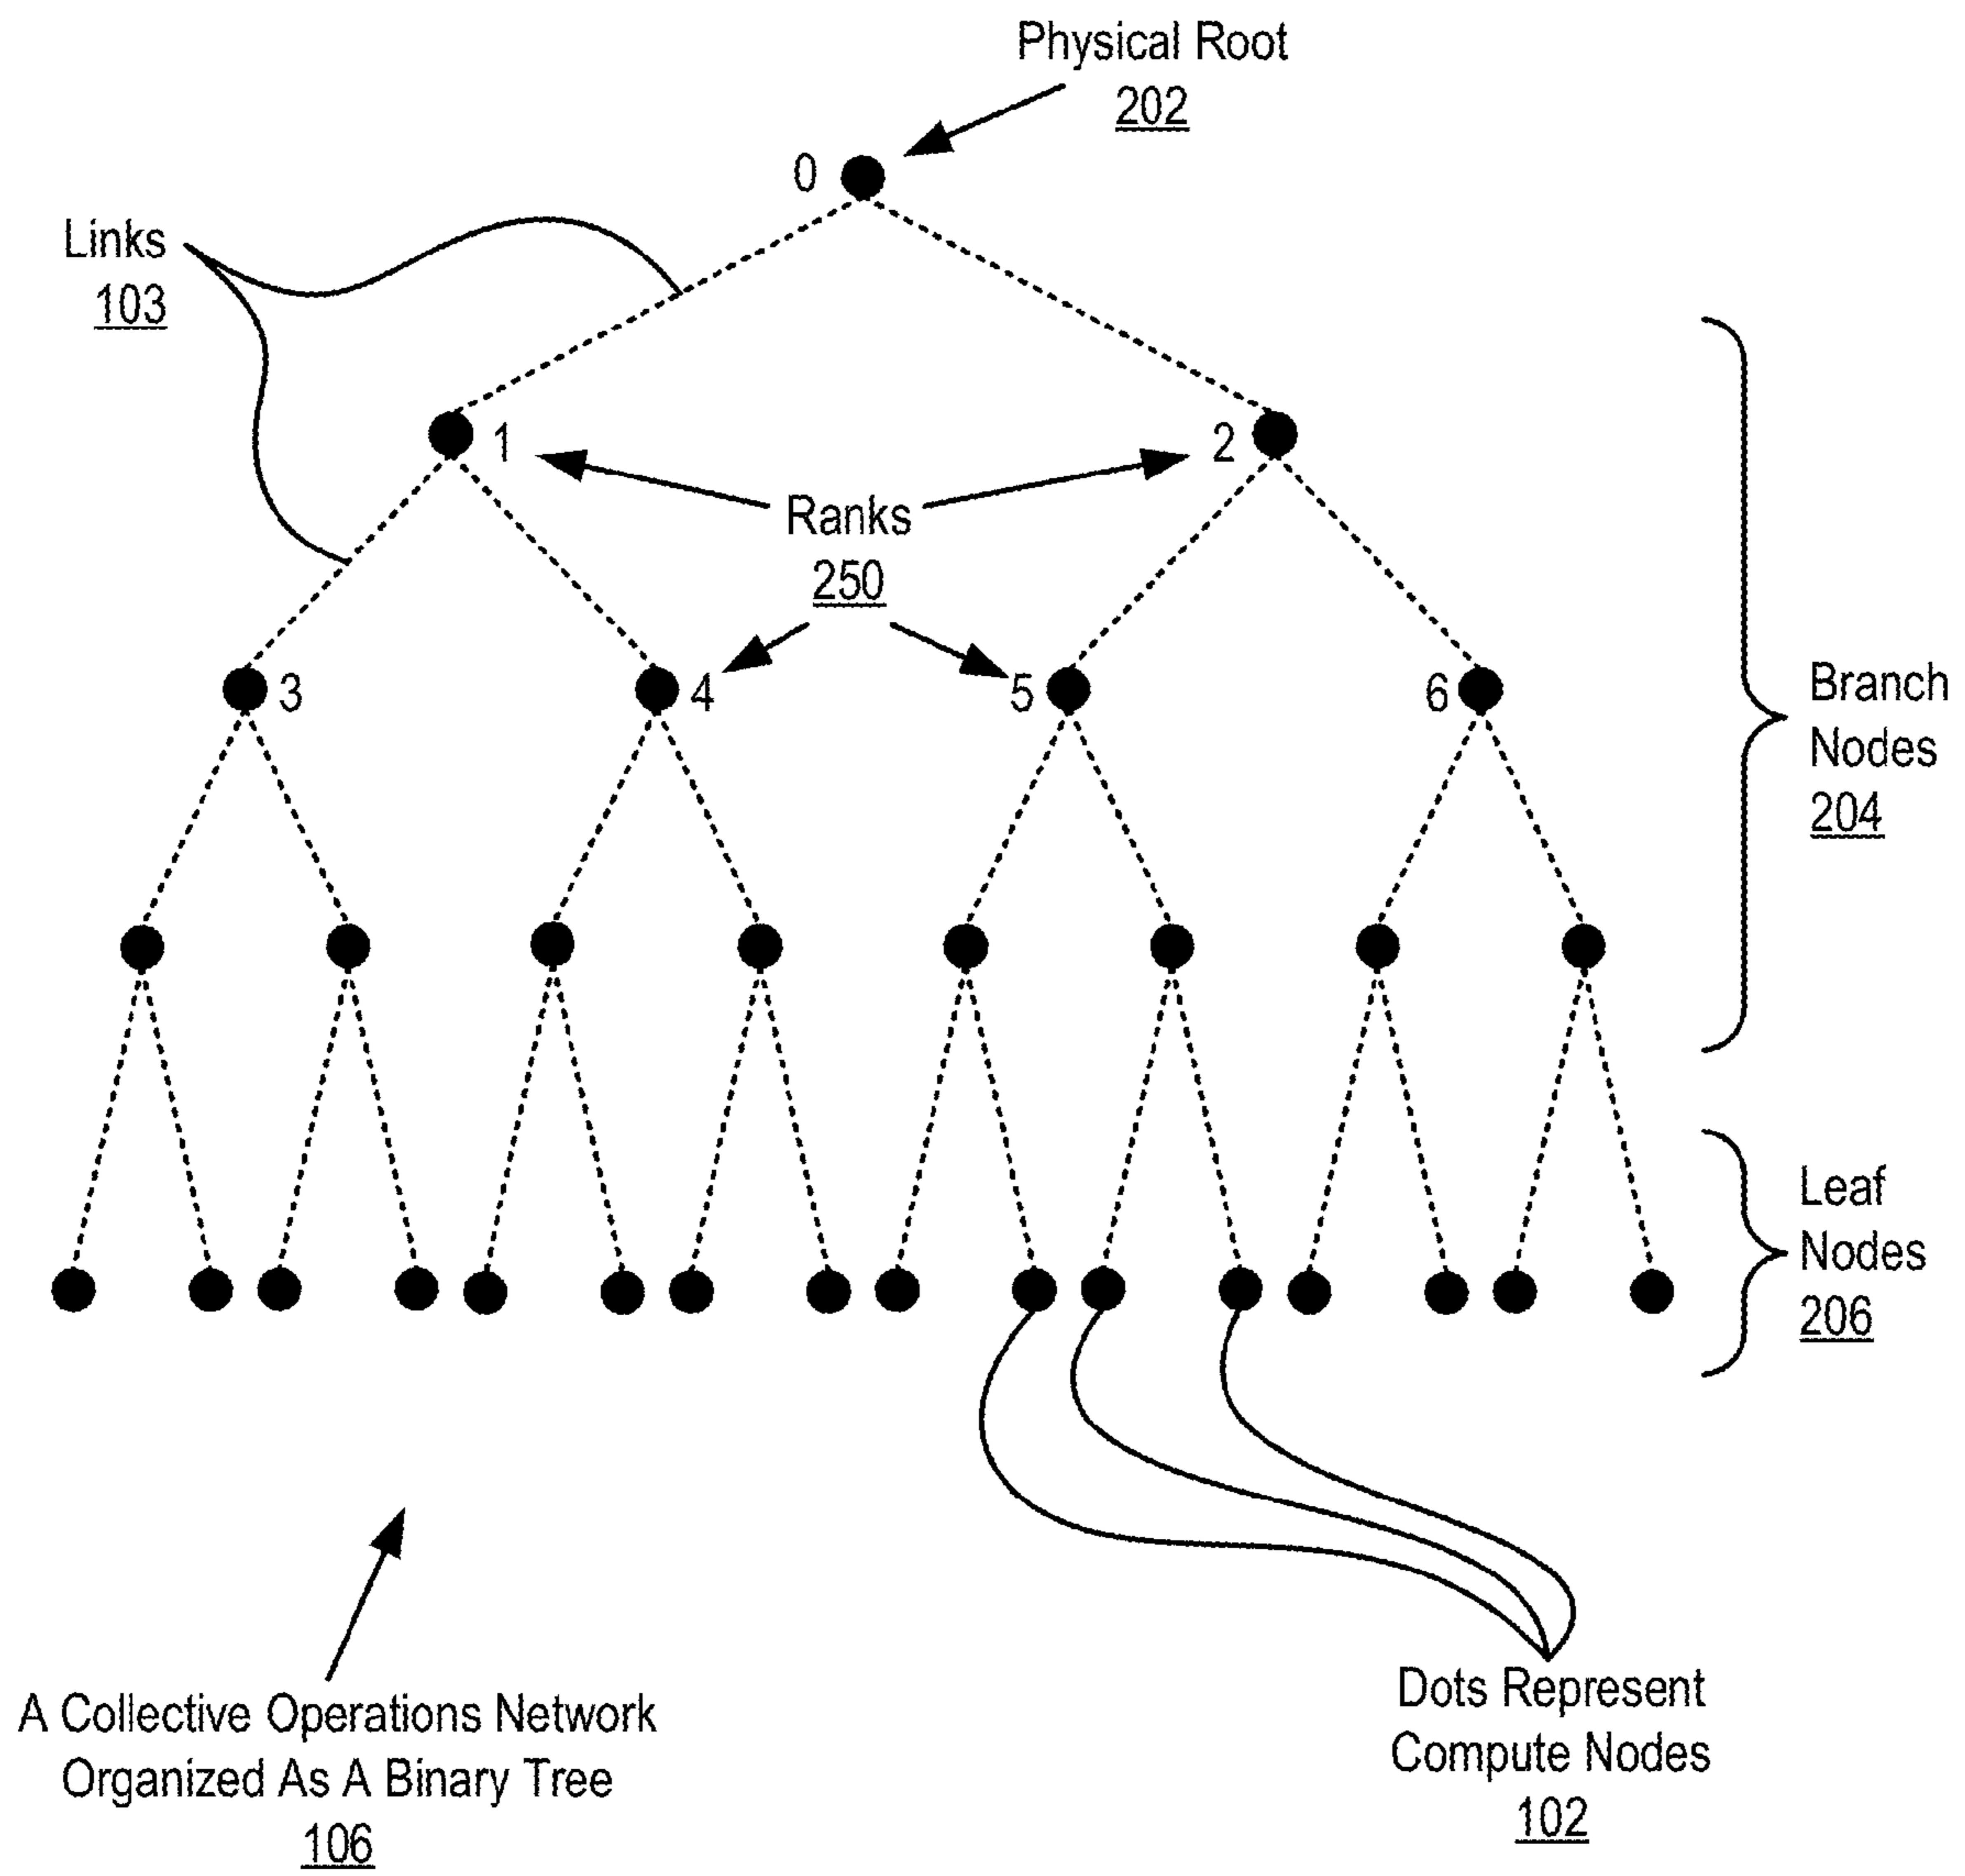 Physical Root
202
0
Links
103
1
2
Ranks
250
3
4
5
6
Branch
Nodes
204
Leaf
Nodes
206
A Collective Operations Network
Organized As A Binary Tree
106
Dots Represent
Compute Nodes
102